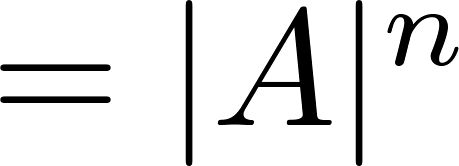 = |A|^n